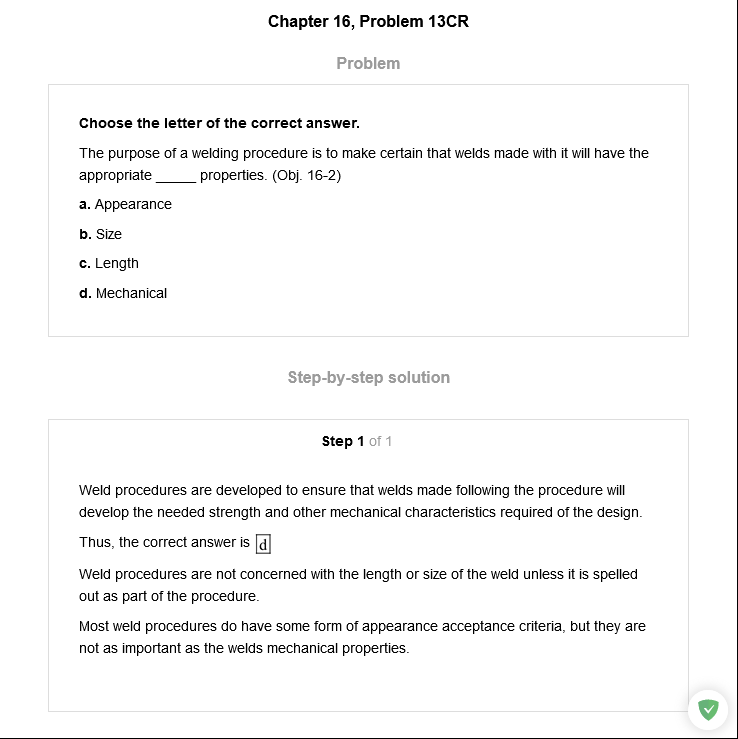 Chapter 16, Problem 13CR
Problem
Choose the letter of the correct answer.
The purpose of a welding procedure is to make certain that welds made with it will have the
appropriate _____ properties. (Obj. 16-2)
a. Appearance
b. Size
c. Length
d. Mechanical
Step-by-step solution
Step 1 of 1
Weld procedures are developed to ensure that welds made following the procedure will
develop the needed strength and other mechanical characteristics required of the design.
Thus, the correct answer is d
Weld procedures are not concerned with the length or size of the weld unless it is spelled
out as part of the procedure.
Most weld procedures do have some form of appearance acceptance criteria, but they are
not as important as the welds mechanical properties.